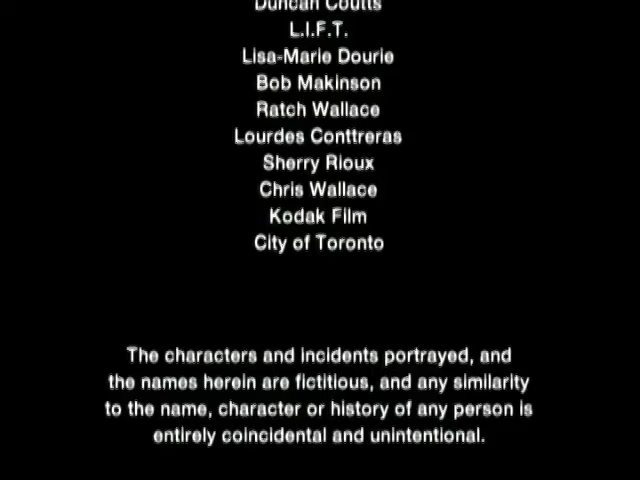 Duncan Coutts
L.I.F.T.
Lisa-Marie Dourie
Bob Makinson
Ratch Wallace
Lourdes Conttreras
Sherry Rioux
Chris Wallace
Kodak Film
City of Toronto
The characters and incidents portrayed, and
the names herein are fictitious, and any similarity
to the name, character or history of any person is
entirely coincidental and unintentional.